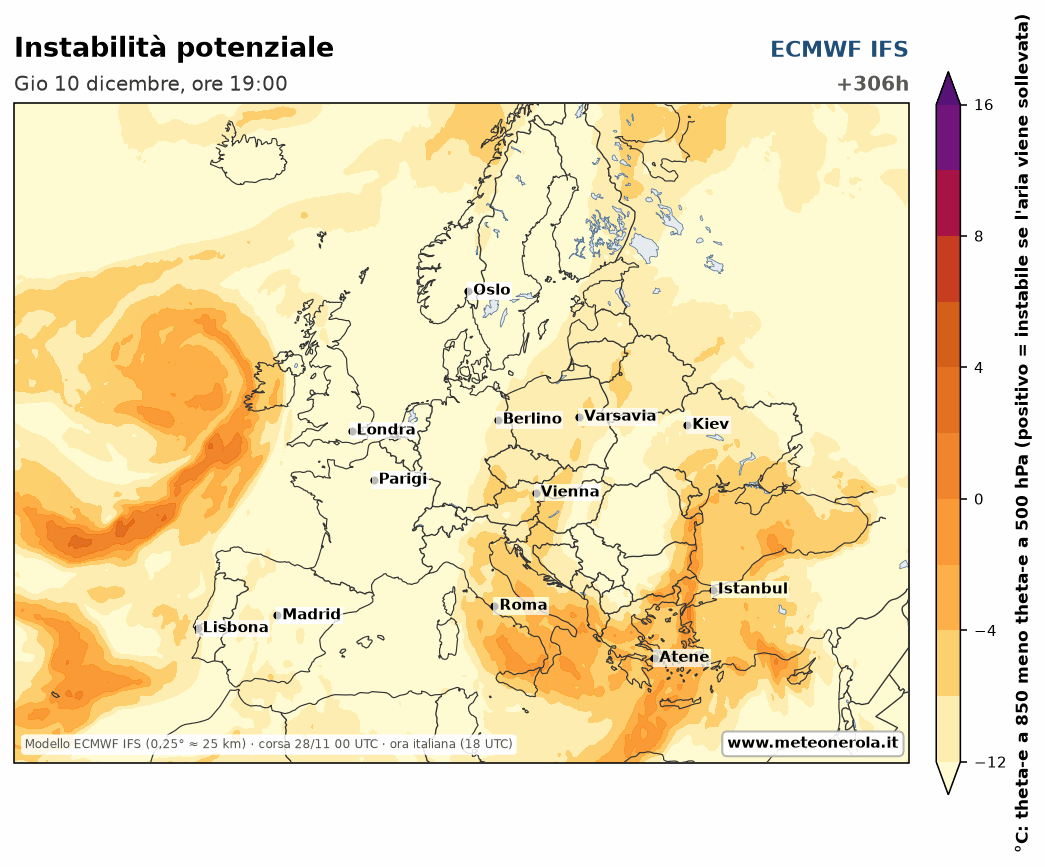 Instabilità potenziale
ECMWF IFS
Gio 10 dicembre, ore 19:00
+306h
16
8
4
0
−4
−12
°C: theta-e a 850 meno theta-e a 500 hPa (positivo = instabile se l'aria viene sollevata)
Oslo
Berlino
Varsavia
Londra
Kiev
Parigi
Vienna
Istanbul
Roma
Madrid
Lisbona
Atene
Modello ECMWF IFS (0,25° ≈ 25 km) · corsa 28/11 00 UTC · ora italiana (18 UTC)
www.meteonerola.it